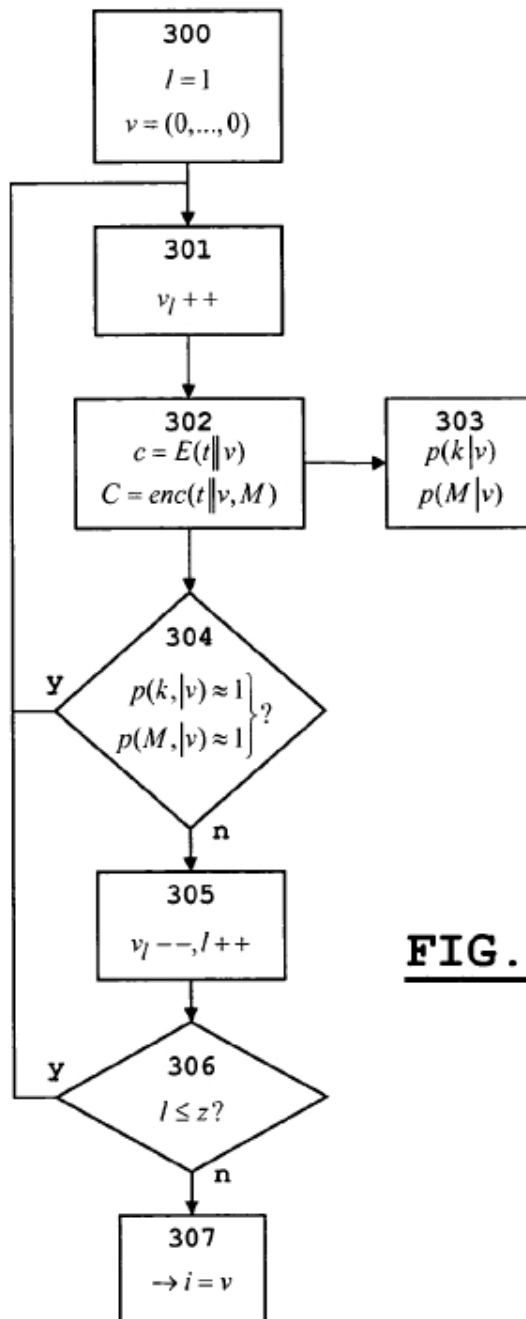 300
l = 1
v = (0,...,0)
301
v_l ++
302
c = E(t‖v)
C = enc(t‖v, M)
303
p(k|v)
p(M|v)
304
p(k,|v) ≈ 1
p(M,|v) ≈ 1 } ?
y
n
305
v_l − −, l + +
FIG.
306
l ≤ z?
y
n
307
→ i = v